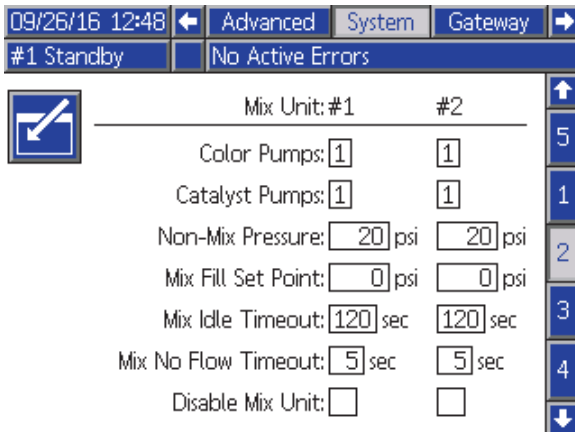 09/26/16 12:48 Advanced System Gateway
#1 Standby No Active Errors
Mix Unit: #1 #2
Color Pumps: 1 1
Catalyst Pumps: 1 1
Non-Mix Pressure: 20 psi 20 psi
Mix Fill Set Point: 0 psi 0 psi
Mix Idle Timeout: 120 sec 120 sec
Mix No Flow Timeout: 5 sec 5 sec
Disable Mix Unit:
5
1
2
3
4